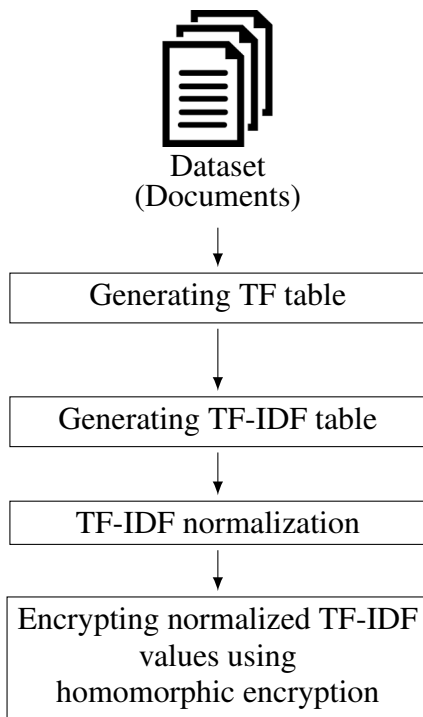 Dataset
(Documents)
Generating TF table
Generating TF-IDF table
TF-IDF normalization
Encrypting normalized TF-IDF
values using
homomorphic encryption